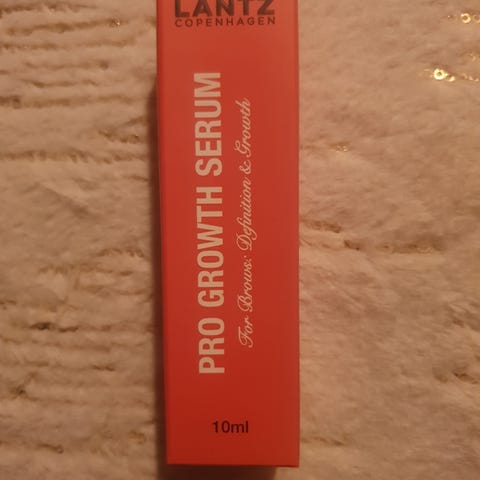 LANTZ
COPENHAGEN
PRO GROWTH SERUM
For Brows: Definition & Growth
10ml